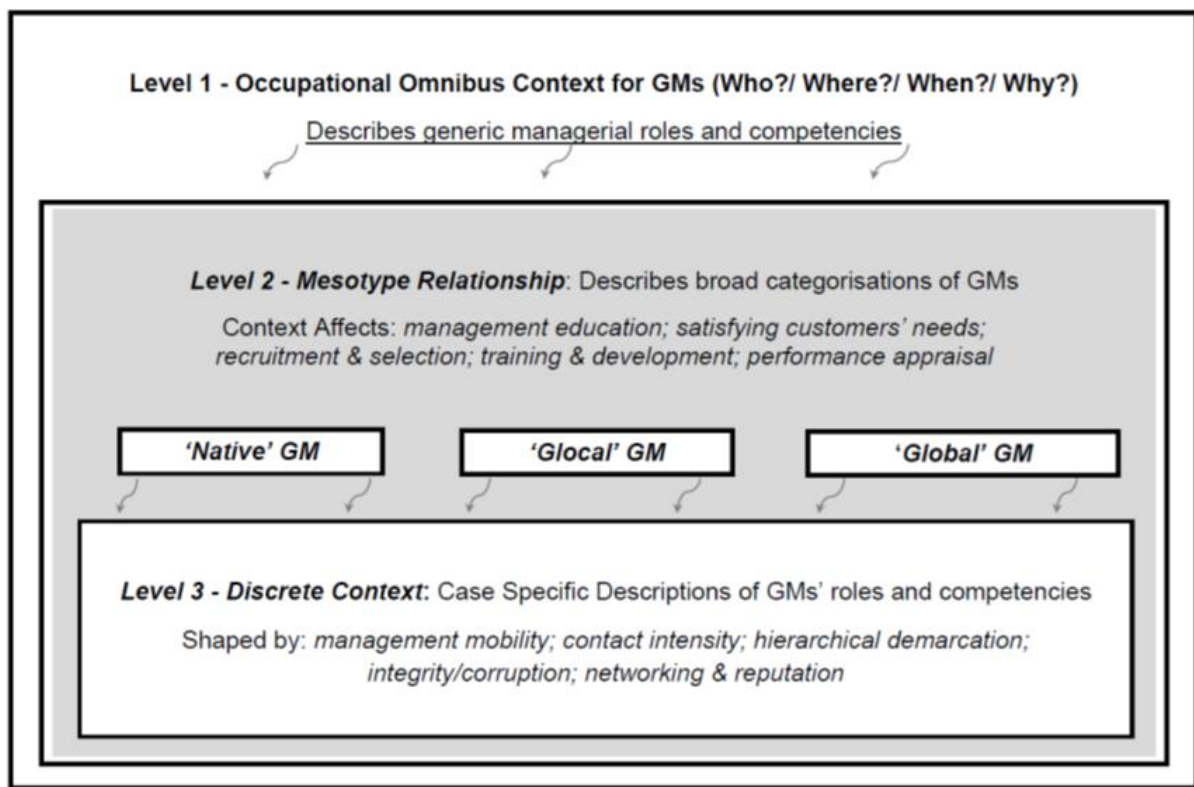 Level 1 - Occupational Omnibus Context for GMs (Who?/ Where?/ When?/ Why?)
Describes generic managerial roles and competencies
Level 2 - Mesotype Relationship: Describes broad categorisations of GMs
Context Affects: management education; satisfying customers’ needs;
recruitment & selection; training & development; performance appraisal
‘Native’ GM
‘Glocal’ GM
‘Global’ GM
Level 3 - Discrete Context: Case Specific Descriptions of GMs’ roles and competencies
Shaped by: management mobility; contact intensity; hierarchical demarcation;
integrity/corruption; networking & reputation